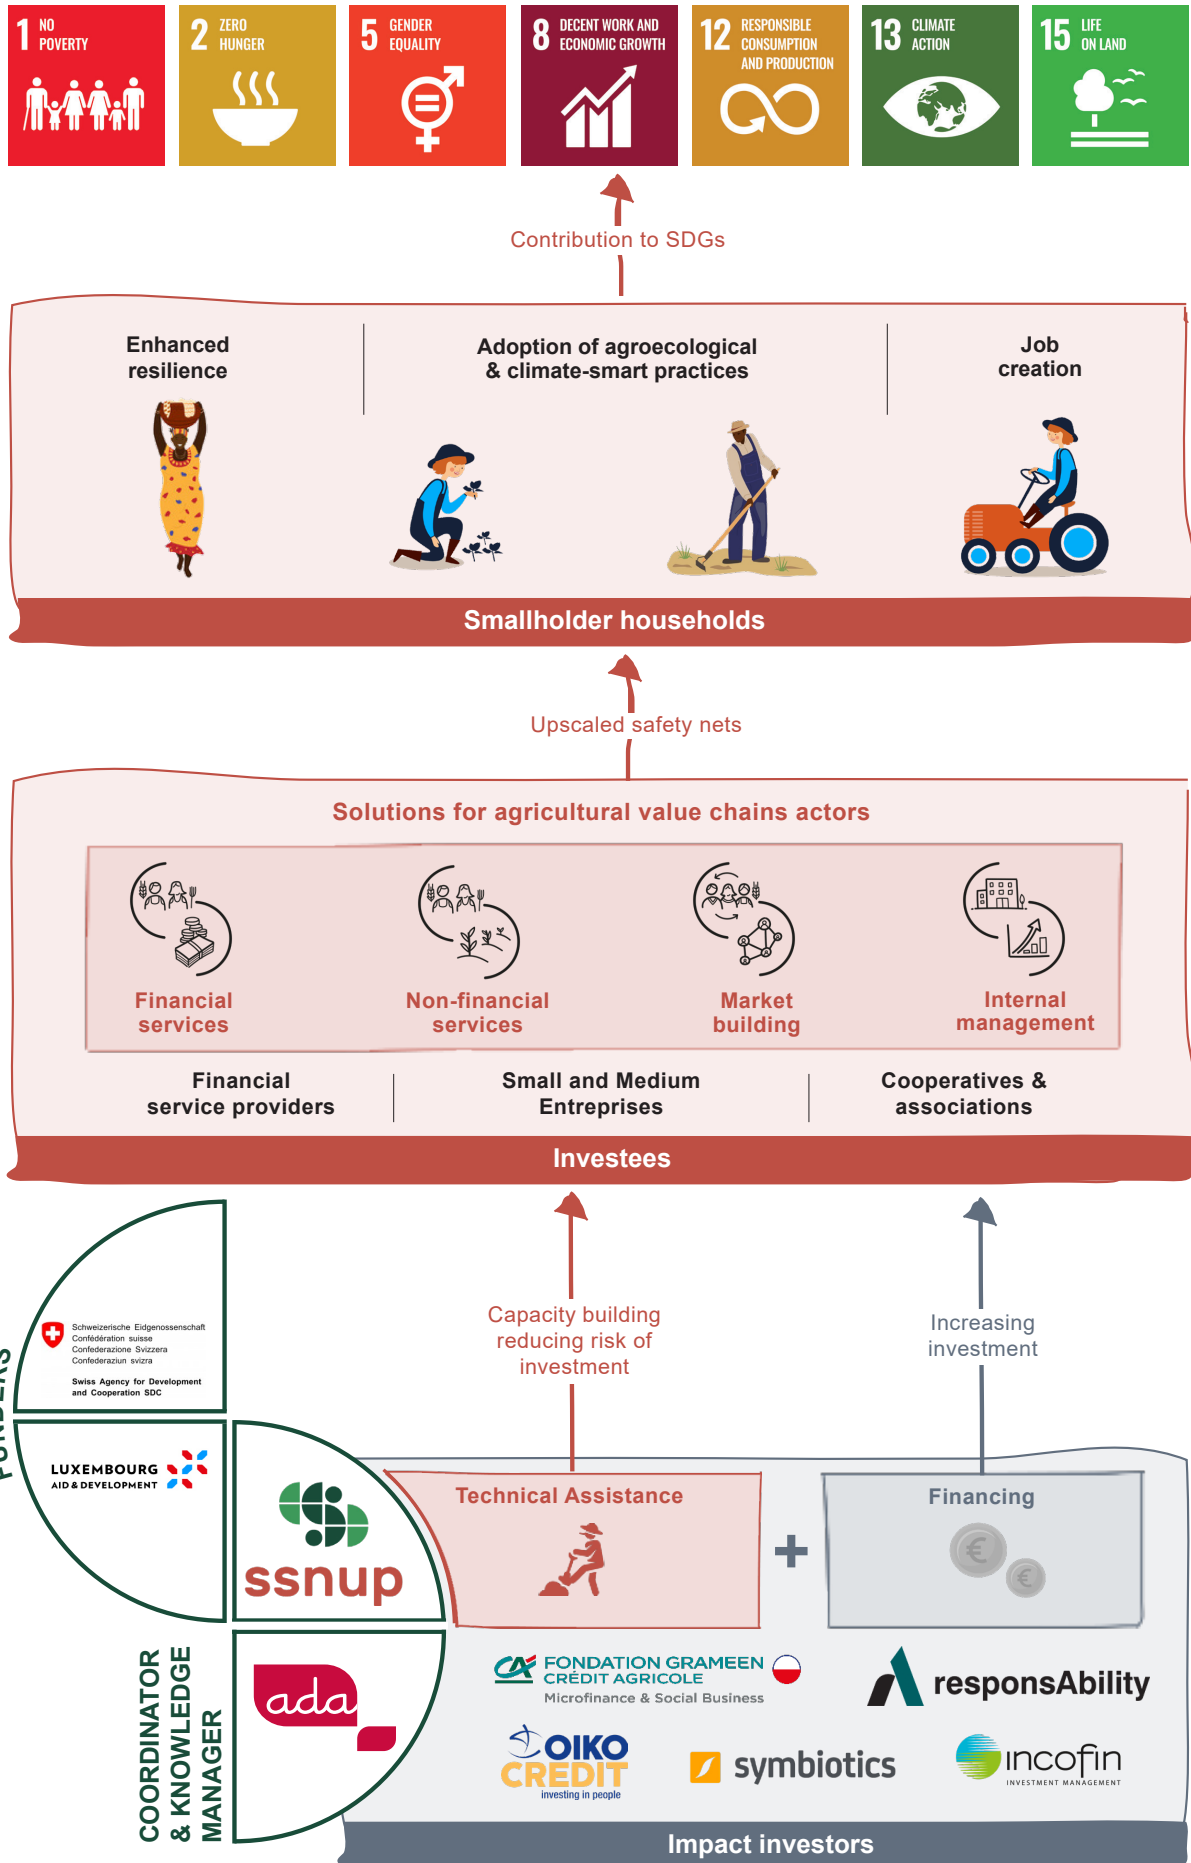 1 NO
POVERTY
2 ZERO
HUNGER
5 GENDER
EQUALITY
8 DECENT WORK AND
ECONOMIC GROWTH
12 RESPONSIBLE
CONSUMPTION
AND PRODUCTION
13 CLIMATE
ACTION
15 LIFE
ON LAND
Contribution to SDGs
Enhanced
resilience
Adoption of agroecological
& climate-smart practices
Job
creation
Smallholder households
Upscaled safety nets
Solutions for agricultural value chains actors
Financial
services
Non-financial
services
Market
building
Internal
management
Financial
service providers
Small and Medium
Entreprises
Cooperatives &
associations
Investees
Capacity building
reducing risk of
investment
Increasing
investment
FUNDERS
Schweizerische Eidgenossenschaft
Confédération suisse
Confederazione Svizzera
Confederaziun svizra
Swiss Agency for Development
and Cooperation SDC
LUXEMBOURG
AID & DEVELOPMENT
ssnup
Technical Assistance
+
Financing
€
€
COORDINATOR
& KNOWLEDGE
MANAGER
ada
CA FONDATION GRAMEEN
CRÉDIT AGRICOLE
Microfinance & Social Business
responsAbility
OIKO
CREDIT
investing in people
symbiotics
incofin
INVESTMENT MANAGEMENT
Impact investors